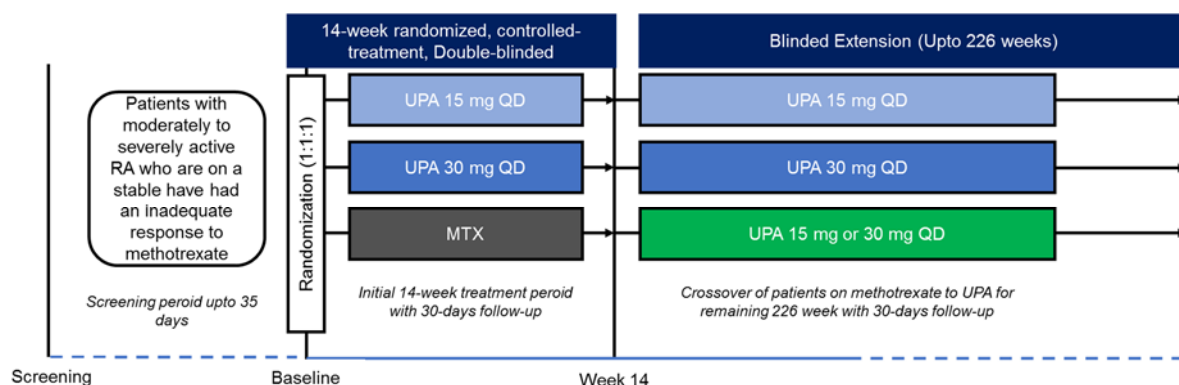 14-week randomized, controlled-
treatment, Double-blinded
Blinded Extension (Upto 226 weeks)
Patients with
moderately to
severely active
RA who are on a
stable have had
an inadequate
response to
methotrexate
Randomization (1:1:1)
UPA 15 mg QD
UPA 15 mg QD
UPA 30 mg QD
UPA 30 mg QD
MTX
UPA 15 mg or 30 mg QD
Screening peroid upto 35
days
Initial 14-week treatment peroid
with 30-days follow-up
Crossover of patients on methotrexate to UPA for
remaining 226 week with 30-days follow-up
Screening
Baseline
Week 14